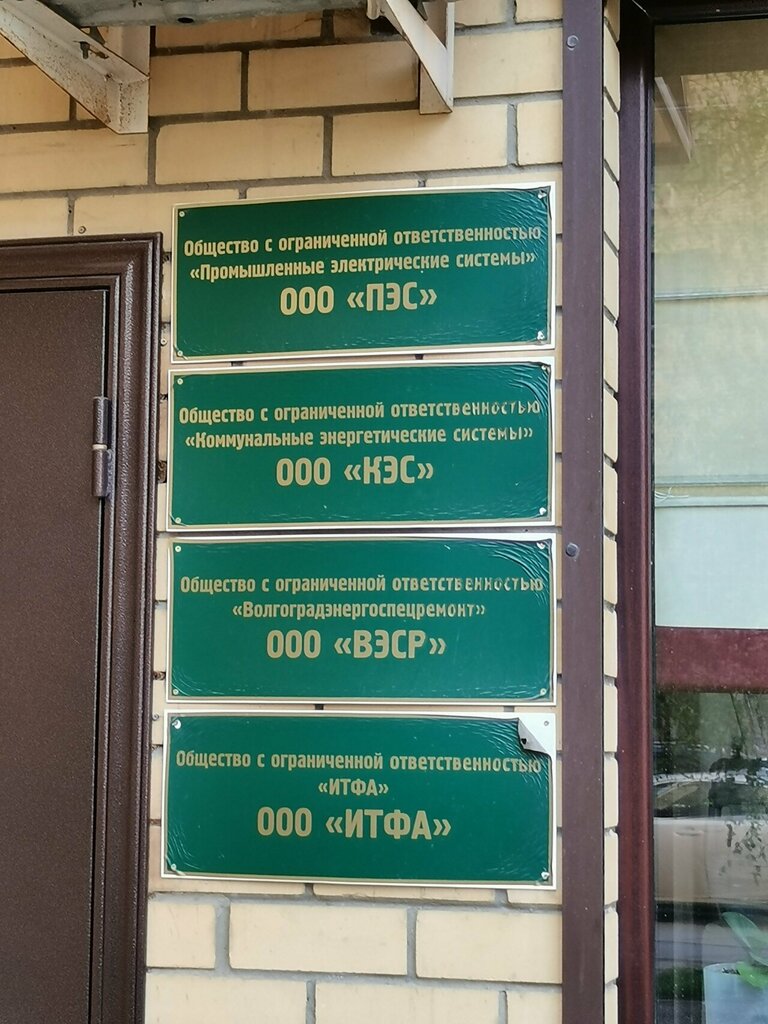 Общество с ограниченной ответственностью
«Промышленные электрические системы»
ООО «ПЭС»
Общество с ограниченной ответственностью
«Коммунальные энергетические системы»
ООО «КЭС»
Общество с ограниченной ответственностью
«Волгоградэнергоспецремонт»
ООО «ВЭСР»
Общество с ограниченной ответственностью
«ИТФА»
ООО «ИТФА»